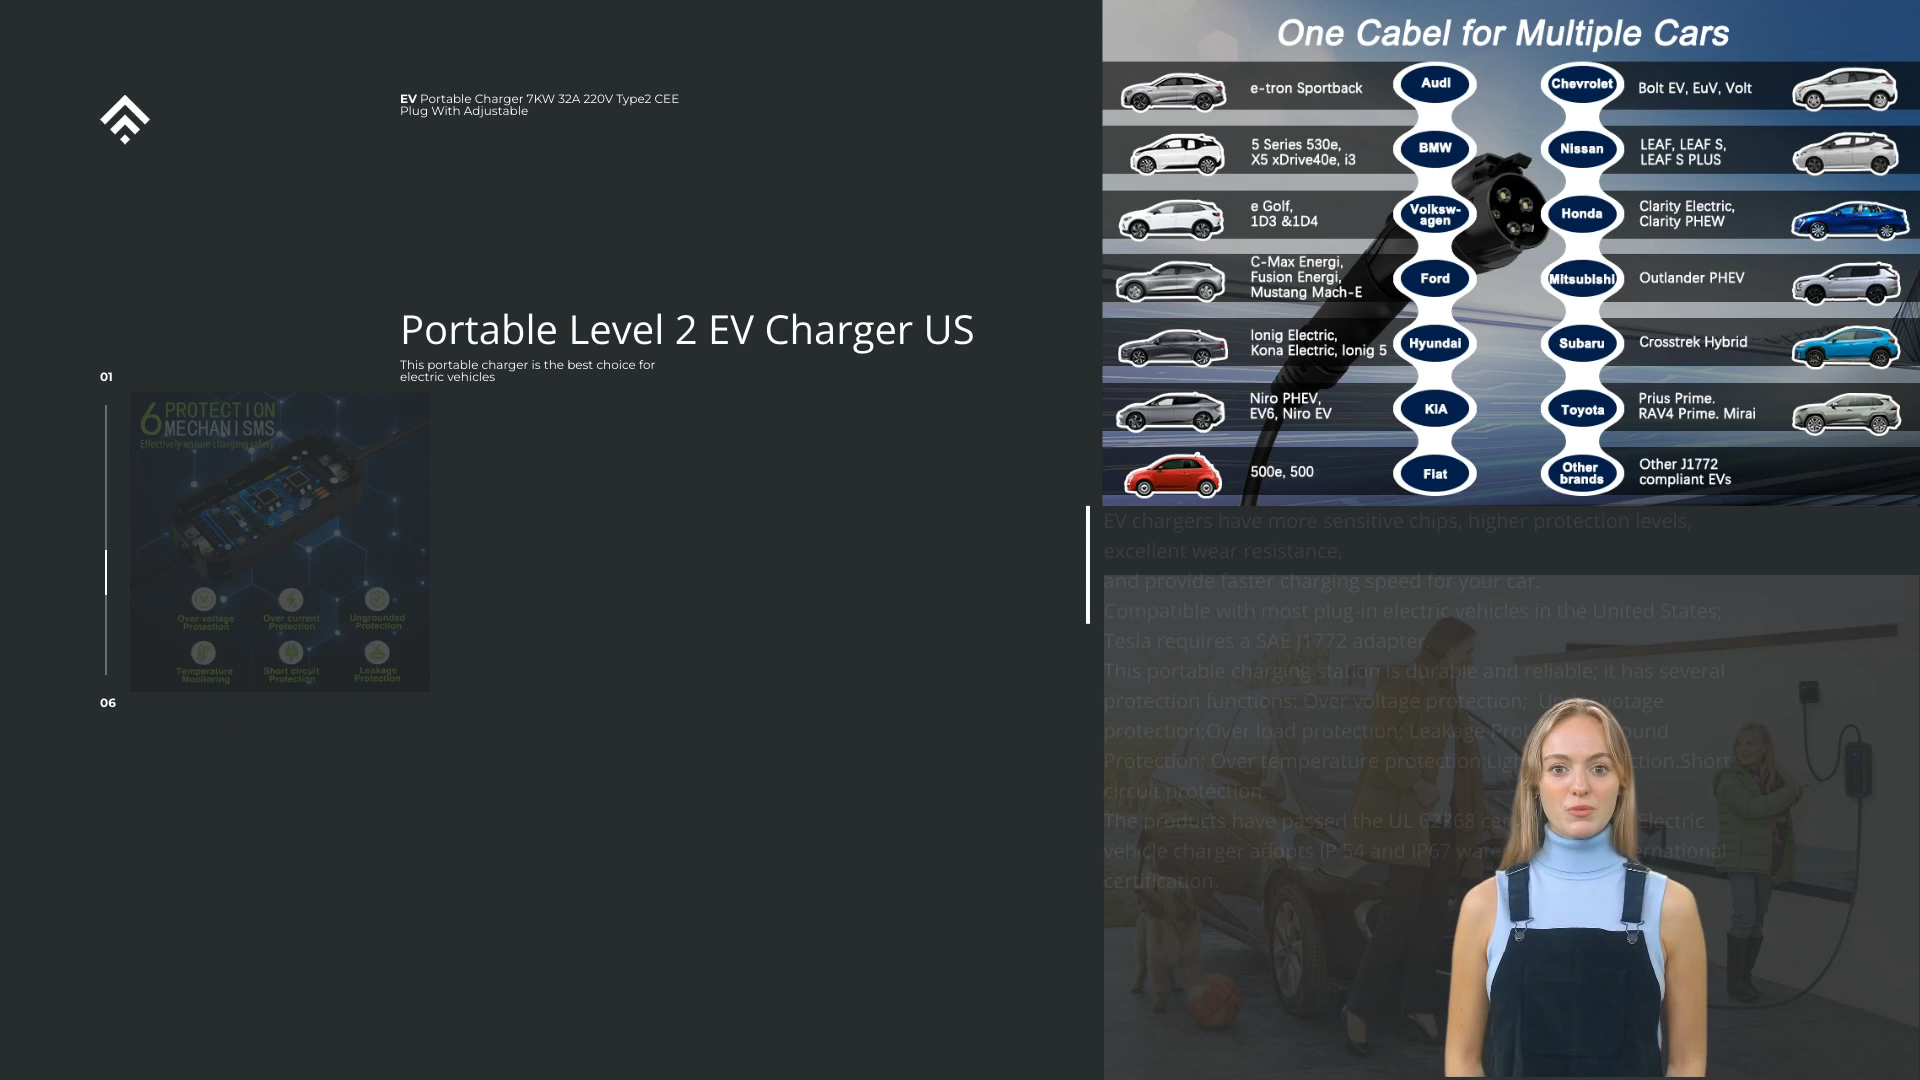 EV Portable Charger 7KW 32A 220V Type2 CEE
Plug With Adjustable
Portable Level 2 EV Charger US
This portable charger is the best choice for
electric vehicles
01
06
6 PROTECTION
MECHANISMS
Effectively ensure charging safety
Over voltage
Protection
Over current
Protection
Ungrounded
Protection
Temperature
Monitoring
Short circuit
Protection
Leakage
Protection
One Cabel for Multiple Cars
e-tron Sportback
Audi
Chevrolet
Bolt EV, EuV, Volt
5 Series 530e,
X5 xDrive40e, i3
BMW
Nissan
LEAF, LEAF S,
LEAF S PLUS
e Golf,
1D3 &1D4
Volksw-
agen
Honda
Clarity Electric,
Clarity PHEW
C-Max Energi,
Fusion Energi,
Mustang Mach-E
Ford
Mitsubishi
Outlander PHEV
Ionig Electric,
Kona Electric, Ionig 5
Hyundai
Subaru
Crosstrek Hybrid
Niro PHEV,
EV6, Niro EV
KIA
Toyota
Prius Prime.
RAV4 Prime. Mirai
500e, 500
Fiat
Other
brands
Other J1772
compliant EVs
EV chargers have more sensitive chips, higher protection levels,
excellent wear resistance,
and provide faster charging speed for your car.
Compatible with most plug-in electric vehicles in the United States;
Tesla requires a SAE J1772 adapter
This portable charging station is durable and reliable; it has several
protection functions: Over voltage protection; votage
protection;Over load protection; Leakage
Protection; Over temperature protection; .Short
circuit protection.
The products have passed the UL Electric
vehicle charger adopts IP 54 and IP67
certification.